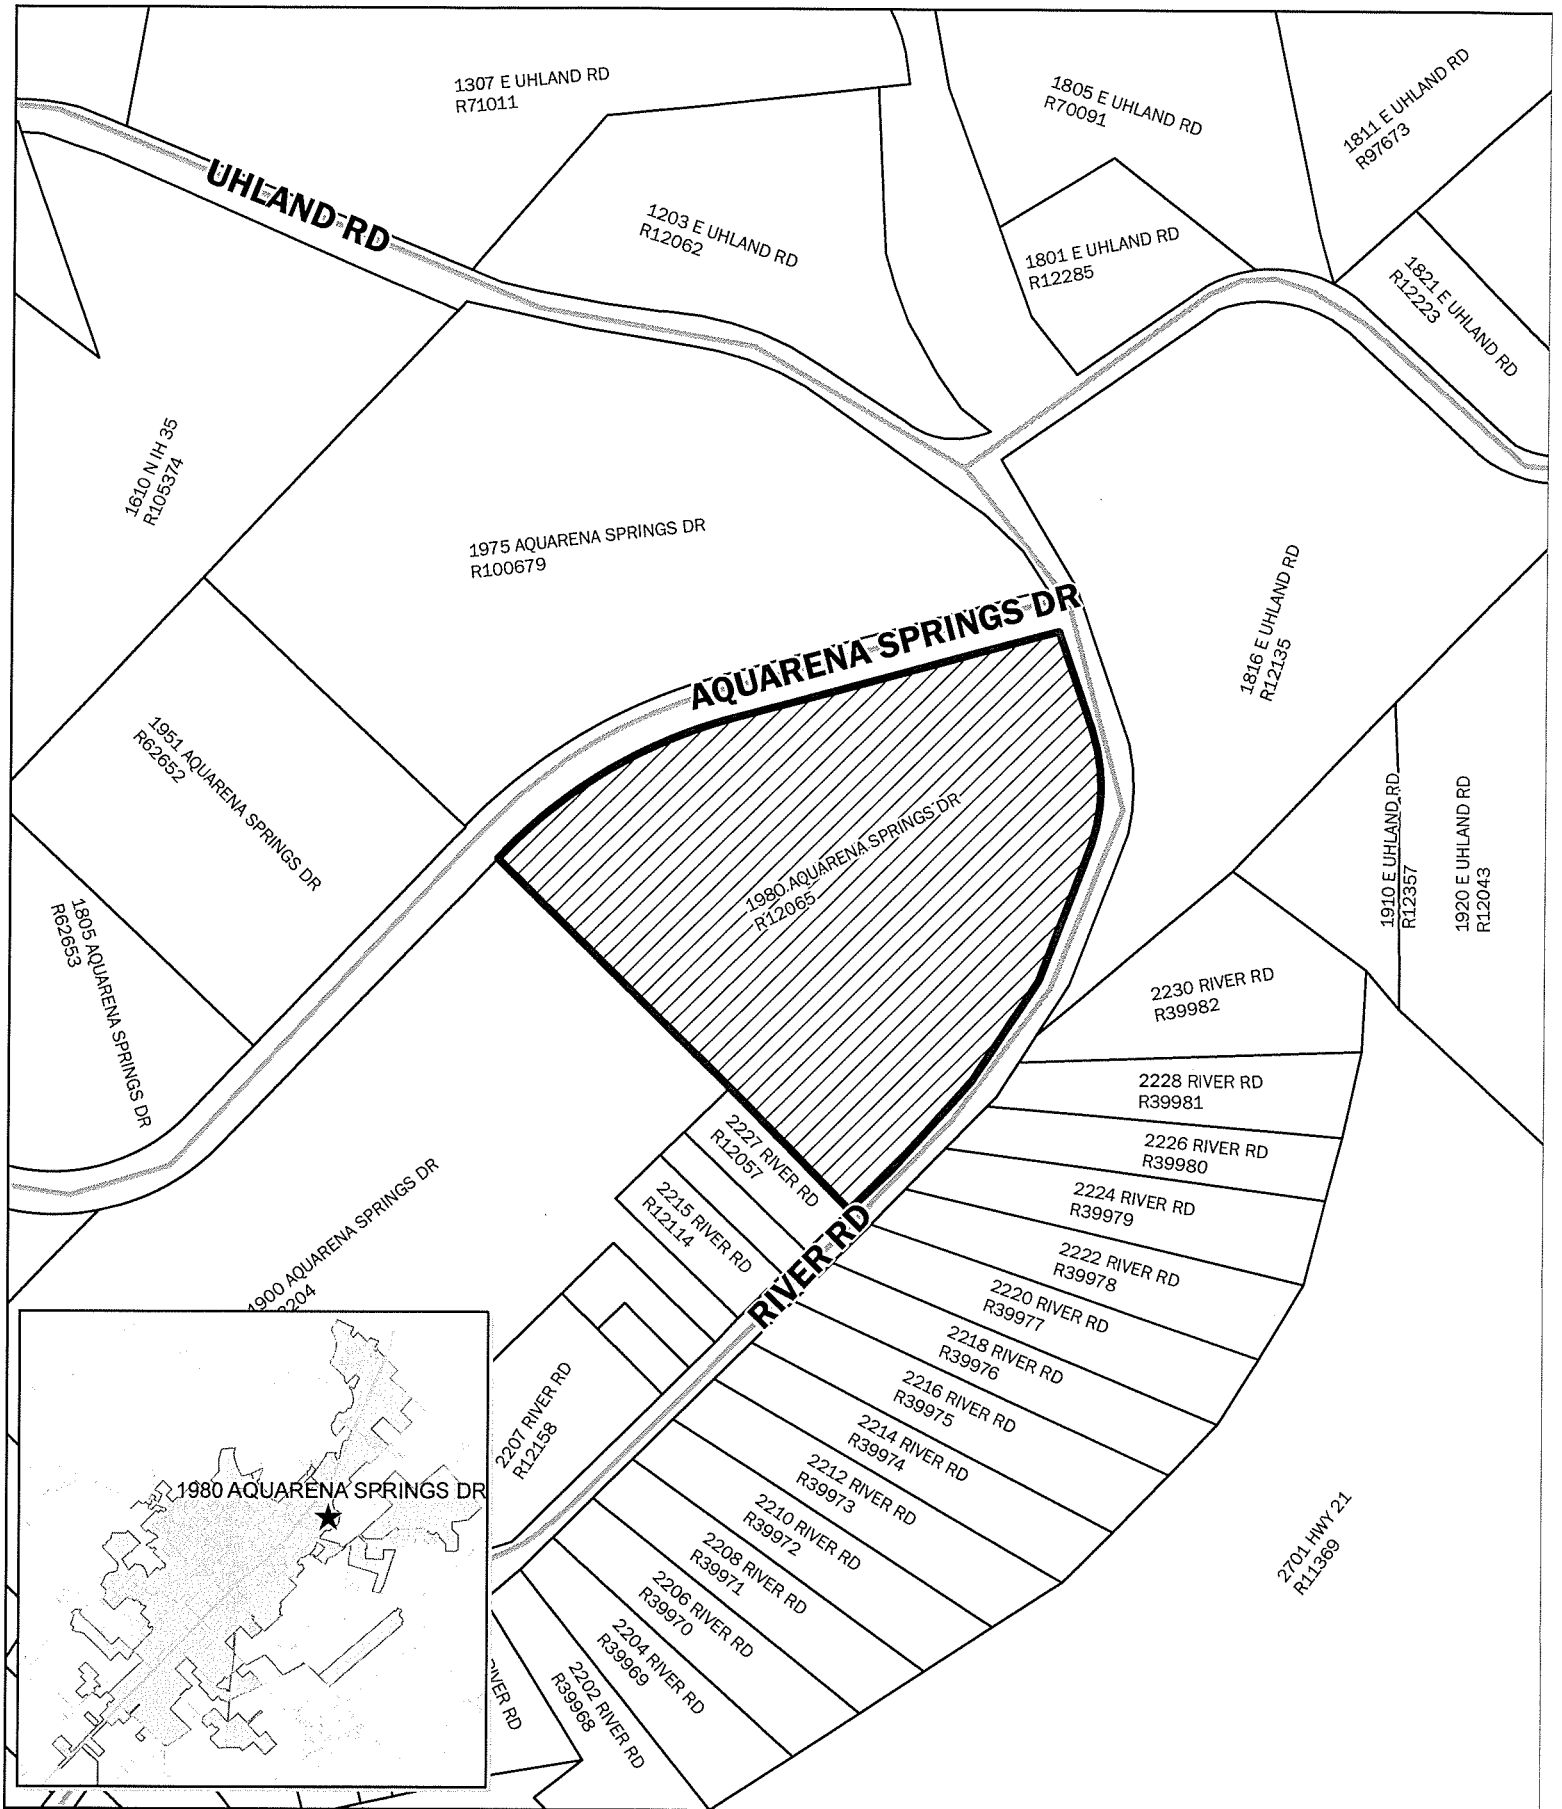 1307 E UHLAND RD
R71011
1805 E UHLAND RD
R70091
1811 E UHLAND RD
R97673
UHLAND RD
1203 E UHLAND RD
R12062
1801 E UHLAND RD
R12285
1821 E UHLAND RD
R12223
1610 N IH 35
R105374
1975 AQUARENA SPRINGS DR
R100679
AQUARENA SPRINGS DR
1816 E UHLAND RD
R12135
1951 AQUARENA SPRINGS DR
R62652
1980 AQUARENA SPRINGS DR
R12065
1910 E UHLAND RD
R12357
1920 E UHLAND RD
R12043
1805 AQUARENA SPRINGS DR
R62653
2230 RIVER RD
R39982
2228 RIVER RD
R39981
2226 RIVER RD
R39980
2227 RIVER RD
R12057
2224 RIVER RD
R39979
2215 RIVER RD
R12114
2222 RIVER RD
R39978
1900 AQUARENA SPRINGS DR
2204
RIVER RD
2220 RIVER RD
R39977
2218 RIVER RD
R39976
2216 RIVER RD
R39975
2207 RIVER RD
R12158
2214 RIVER RD
R39974
2212 RIVER RD
R39973
2210 RIVER RD
R39972
2208 RIVER RD
R39971
2206 RIVER RD
R39970
2204 RIVER RD
R39969
2202 RIVER RD
R39968
RIVER RD
2701 HWY 21
R11369
1980 AQUARENA SPRINGS DR